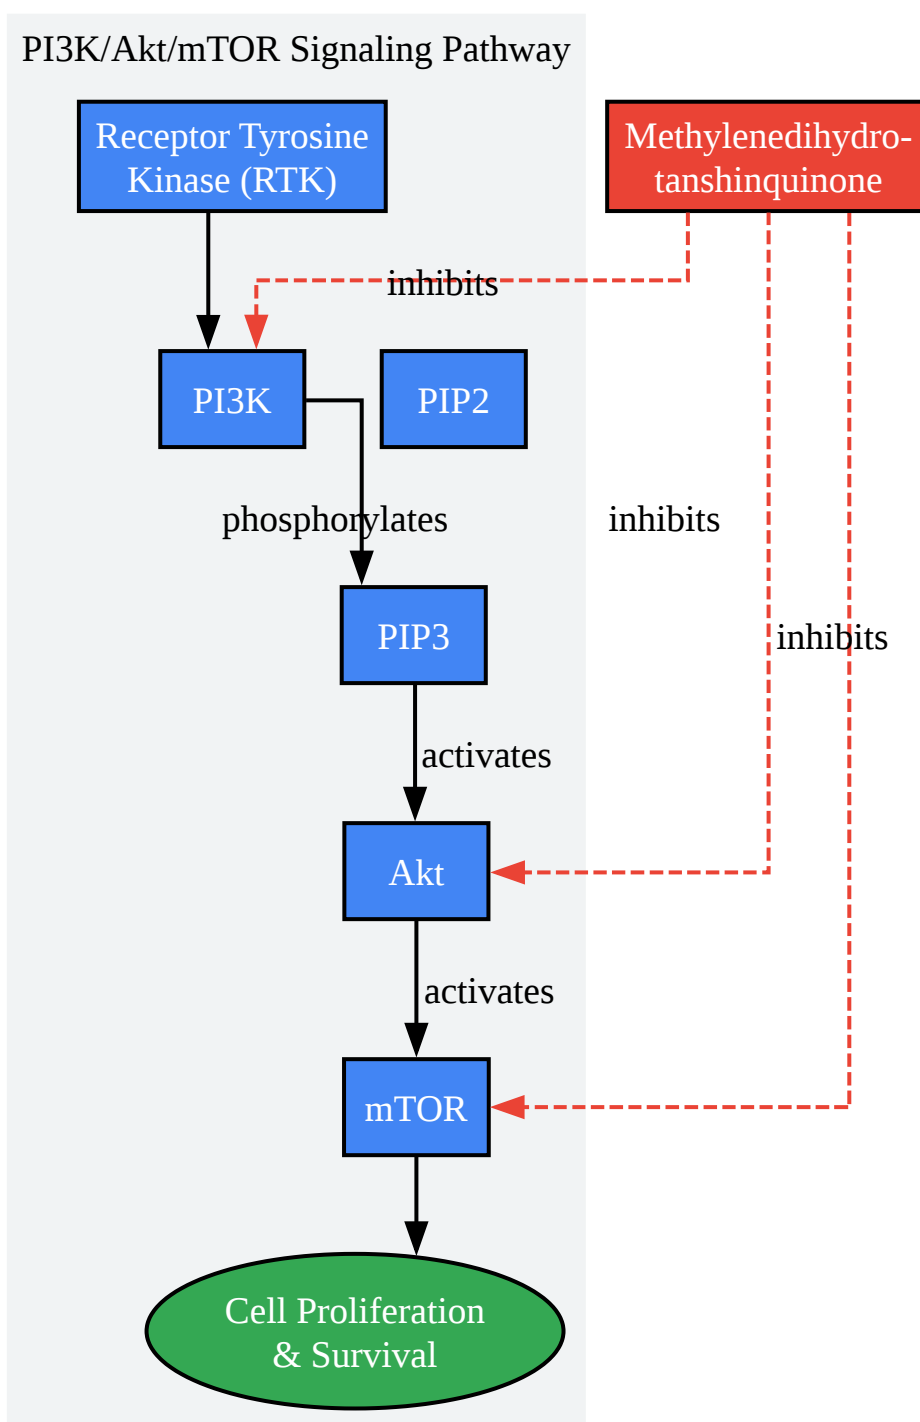 PI3K/Akt/mTOR Signaling Pathway
Receptor Tyrosine
Kinase (RTK)
Methylenedihydro-
tanshinquinone
inhibits
PI3K
PIP2
phosphorylates
inhibits
PIP3
inhibits
activates
Akt
activates
mTOR
Cell Proliferation
& Survival